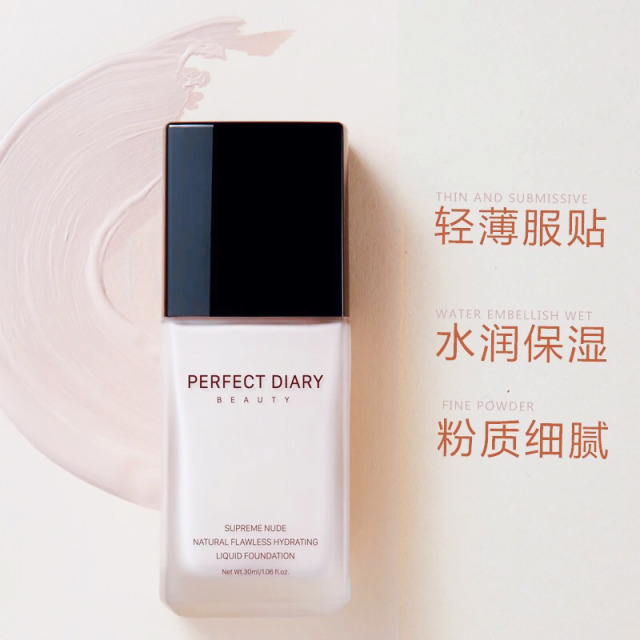 PERFECT DIARY
BEAUTY
SUPREME NUDE
NATURAL FLAWLESS HYDRATING
LIQUID FOUNDATION
Net Wt.30ml/1.06 fl.oz.
THIN AND SUBMISSIVE
轻薄服贴
WATER EMBELLISH WET
水润保湿
FINE POWDER
粉质细腻